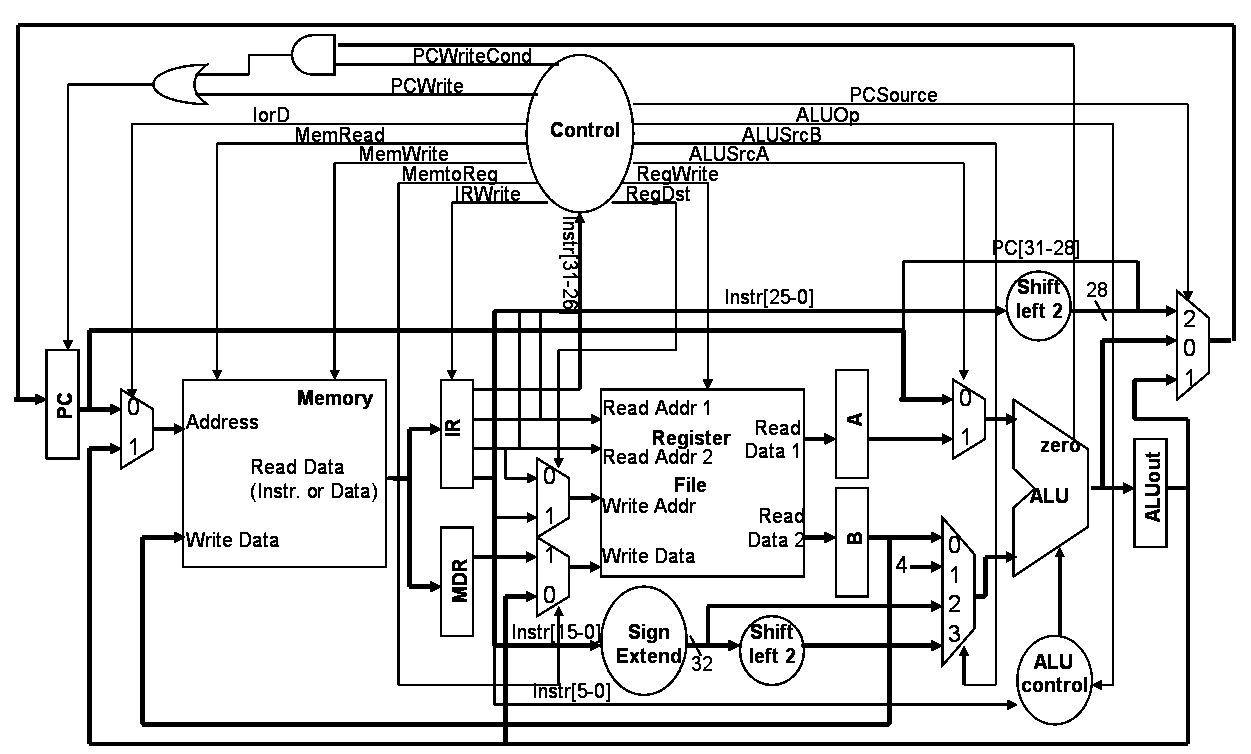 PCWriteCond
PCWrite
PCSource
IorD
ALUOp
MemRead
Control
ALUSrcB
MemWrite
ALUSrcA
MemtoReg
RegWrite
IRWrite
RegDst
Instr[31-26]
PC[31-28]
Instr[25-0]
Shift
left 2
28
2
0
1
PC
0
1
Memory
Address
Read Data
(Instr. or Data)
Write Data
IR
MDR
Read Addr 1
Register
Read Addr 2
File
Write Addr
Write Data
Read
Data 1
Read
Data 2
0
1
1
0
A
B
0
1
4
0
1
2
3
zero
ALU
ALUout
Instr[15-0]
Sign
Extend
32
Shift
left 2
Instr[5-0]
ALU
control